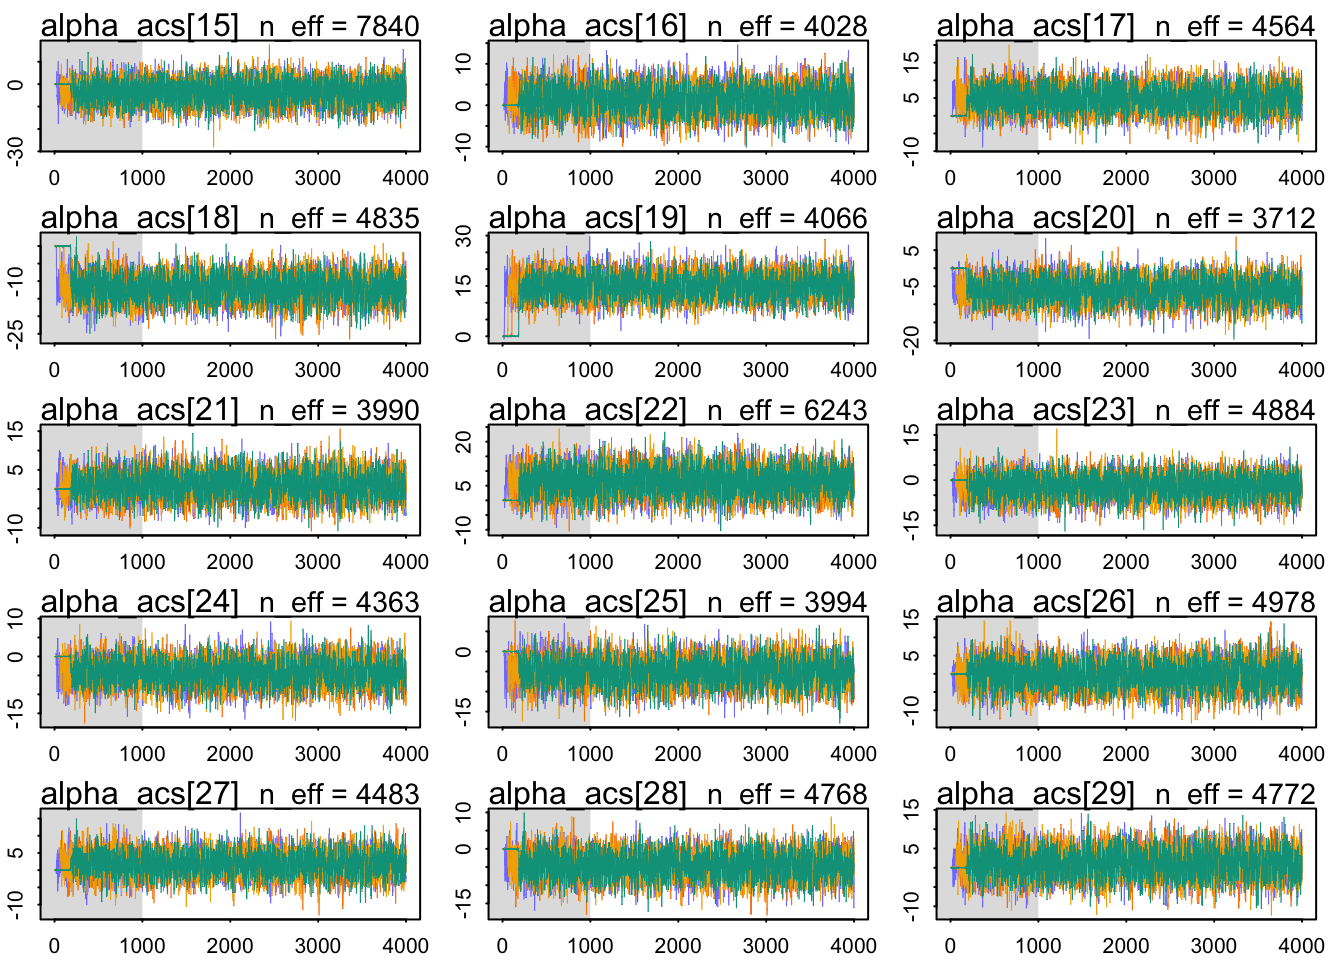 alpha_acs[15] n_eff = 7840 alpha_acs[16] n_eff = 4028 alpha_acs[17] n_eff = 4564
0 -30 10 0 -10 15 5 -10
0 1000 2000 3000 4000 0 1000 2000 3000 4000 0 1000 2000 3000 4000
alpha_acs[18] n_eff = 4835 alpha_acs[19] n_eff = 4066 alpha_acs[20] n_eff = 3712
-10 -25 30 15 0 5 -5 -20
0 1000 2000 3000 4000 0 1000 2000 3000 4000 0 1000 2000 3000 4000
alpha_acs[21] n_eff = 3990 alpha_acs[22] n_eff = 6243 alpha_acs[23] n_eff = 4884
15 5 -10 20 5 -10 15 0 -15
0 1000 2000 3000 4000 0 1000 2000 3000 4000 0 1000 2000 3000 4000
alpha_acs[24] n_eff = 4363 alpha_acs[25] n_eff = 3994 alpha_acs[26] n_eff = 4978
10 0 -15 0 -15 15 5 -10
0 1000 2000 3000 4000 0 1000 2000 3000 4000 0 1000 2000 3000 4000
alpha_acs[27] n_eff = 4483 alpha_acs[28] n_eff = 4768 alpha_acs[29] n_eff = 4772
5 -10 10 0 -15 15 5 -10
0 1000 2000 3000 4000 0 1000 2000 3000 4000 0 1000 2000 3000 4000